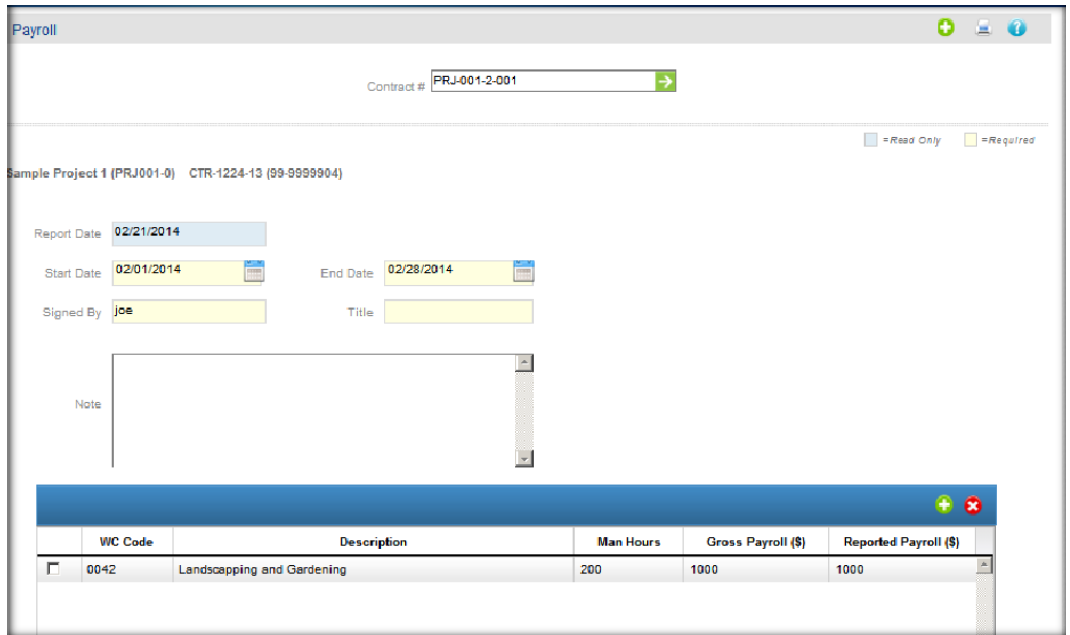 Payroll
Contract # PRJ-001-2-001
=Read Only =Required
Sample Project 1 (PRJ001-0) CTR-1224-13 (99-9999904)
Report Date 02/21/2014
Start Date 02/01/2014 End Date 02/28/2014
Signed By joe Title
Note
WC Code Description Man Hours Gross Payroll ($) Reported Payroll ($)
0042 Landscapping and Gardening 200 1000 1000